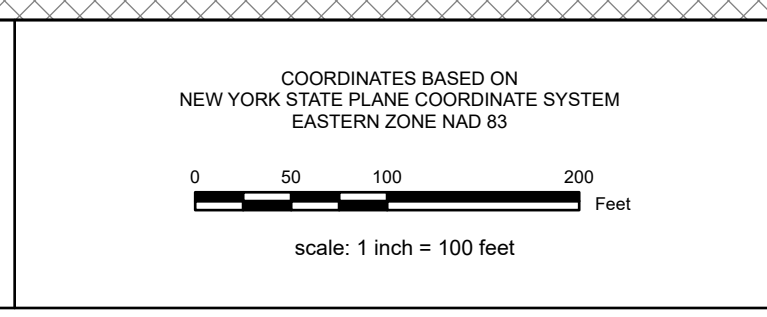 COORDINATES BASED ON
NEW YORK STATE PLANE COORDINATE SYSTEM
EASTERN ZONE NAD 83
0 50 100 200
Feet
scale: 1 inch = 100 feet